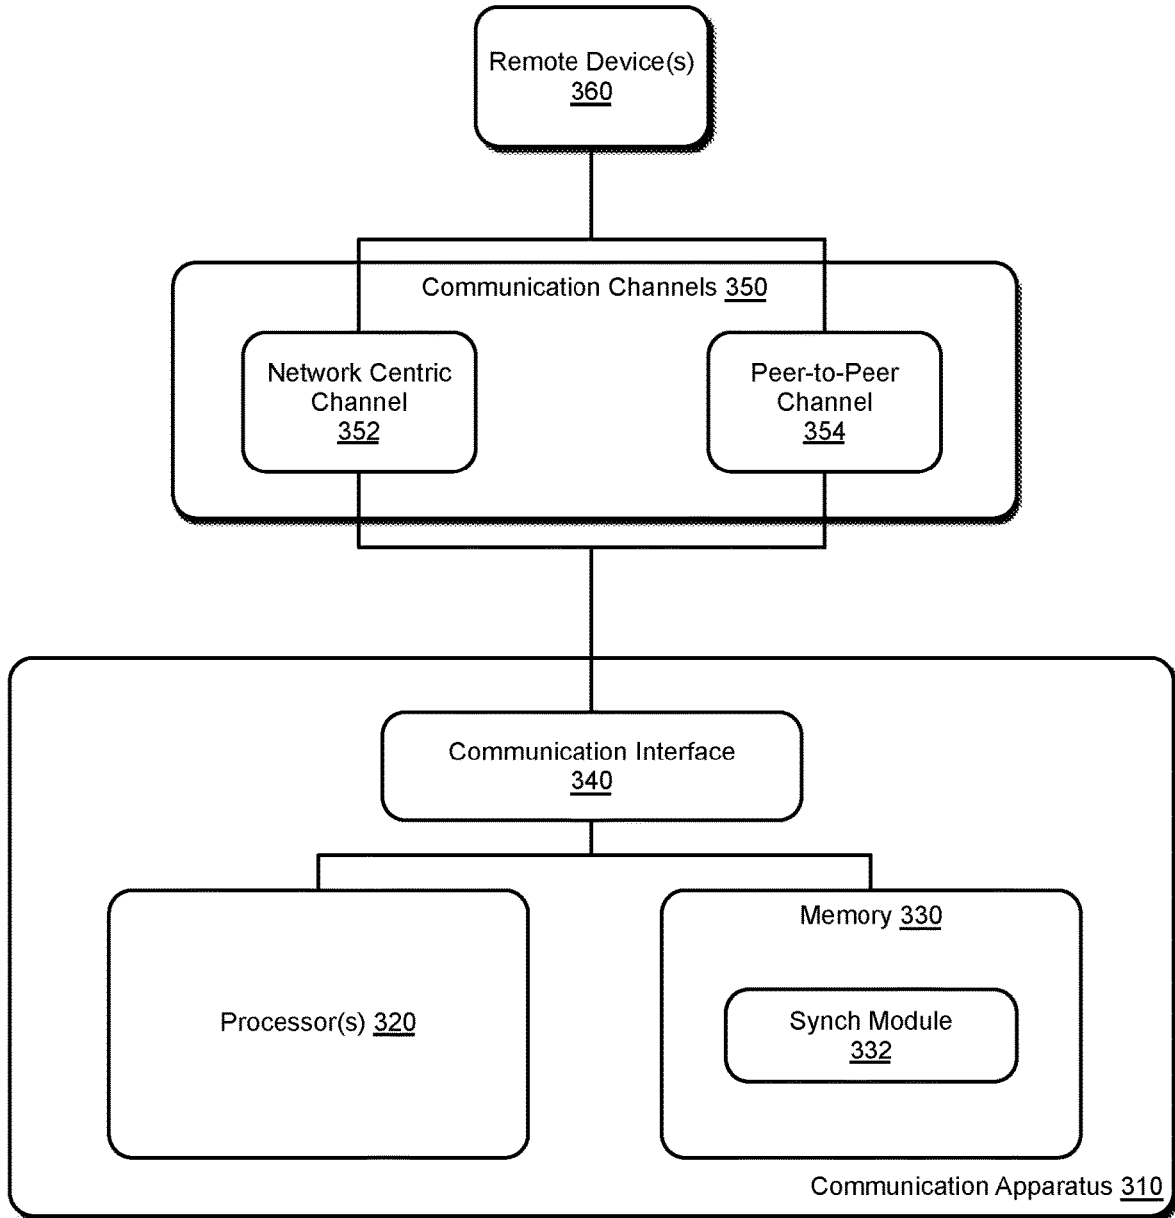 Remote Device(s)
360
Communication Channels 350
Network Centric
Channel
352
Peer-to-Peer
Channel
354
Communication Interface
340
Processor(s) 320
Memory 330
Synch Module
332
Communication Apparatus 310